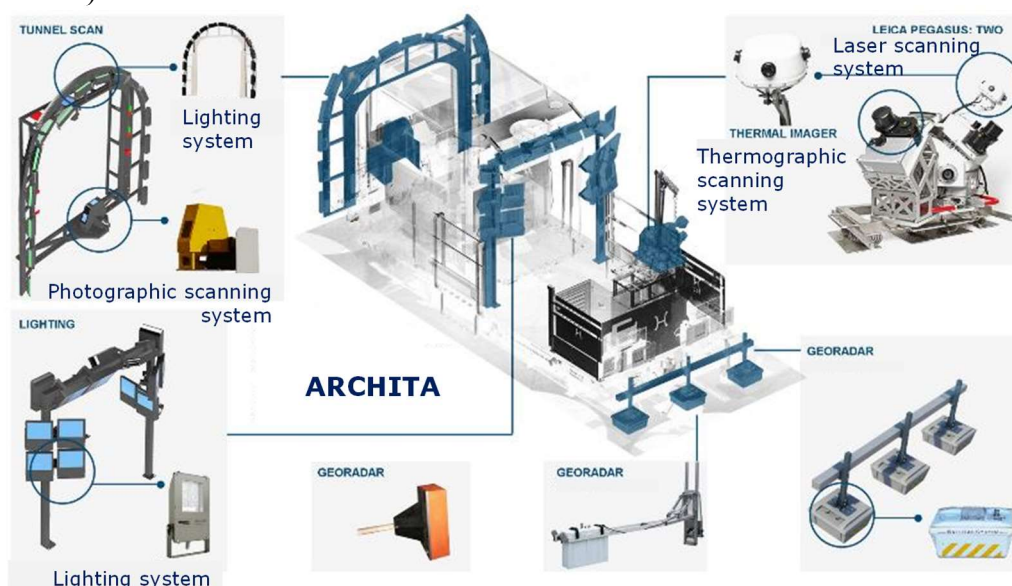 )
TUNNEL SCAN
Lighting
system
Photographic scanning
system
LEICA PEGASUS: TWO
Laser scanning
system
THERMAL IMAGER
Thermographic
scanning
system
LIGHTING
Lighting system
ARCHITA
GEORADAR
GEORADAR
GEORADAR